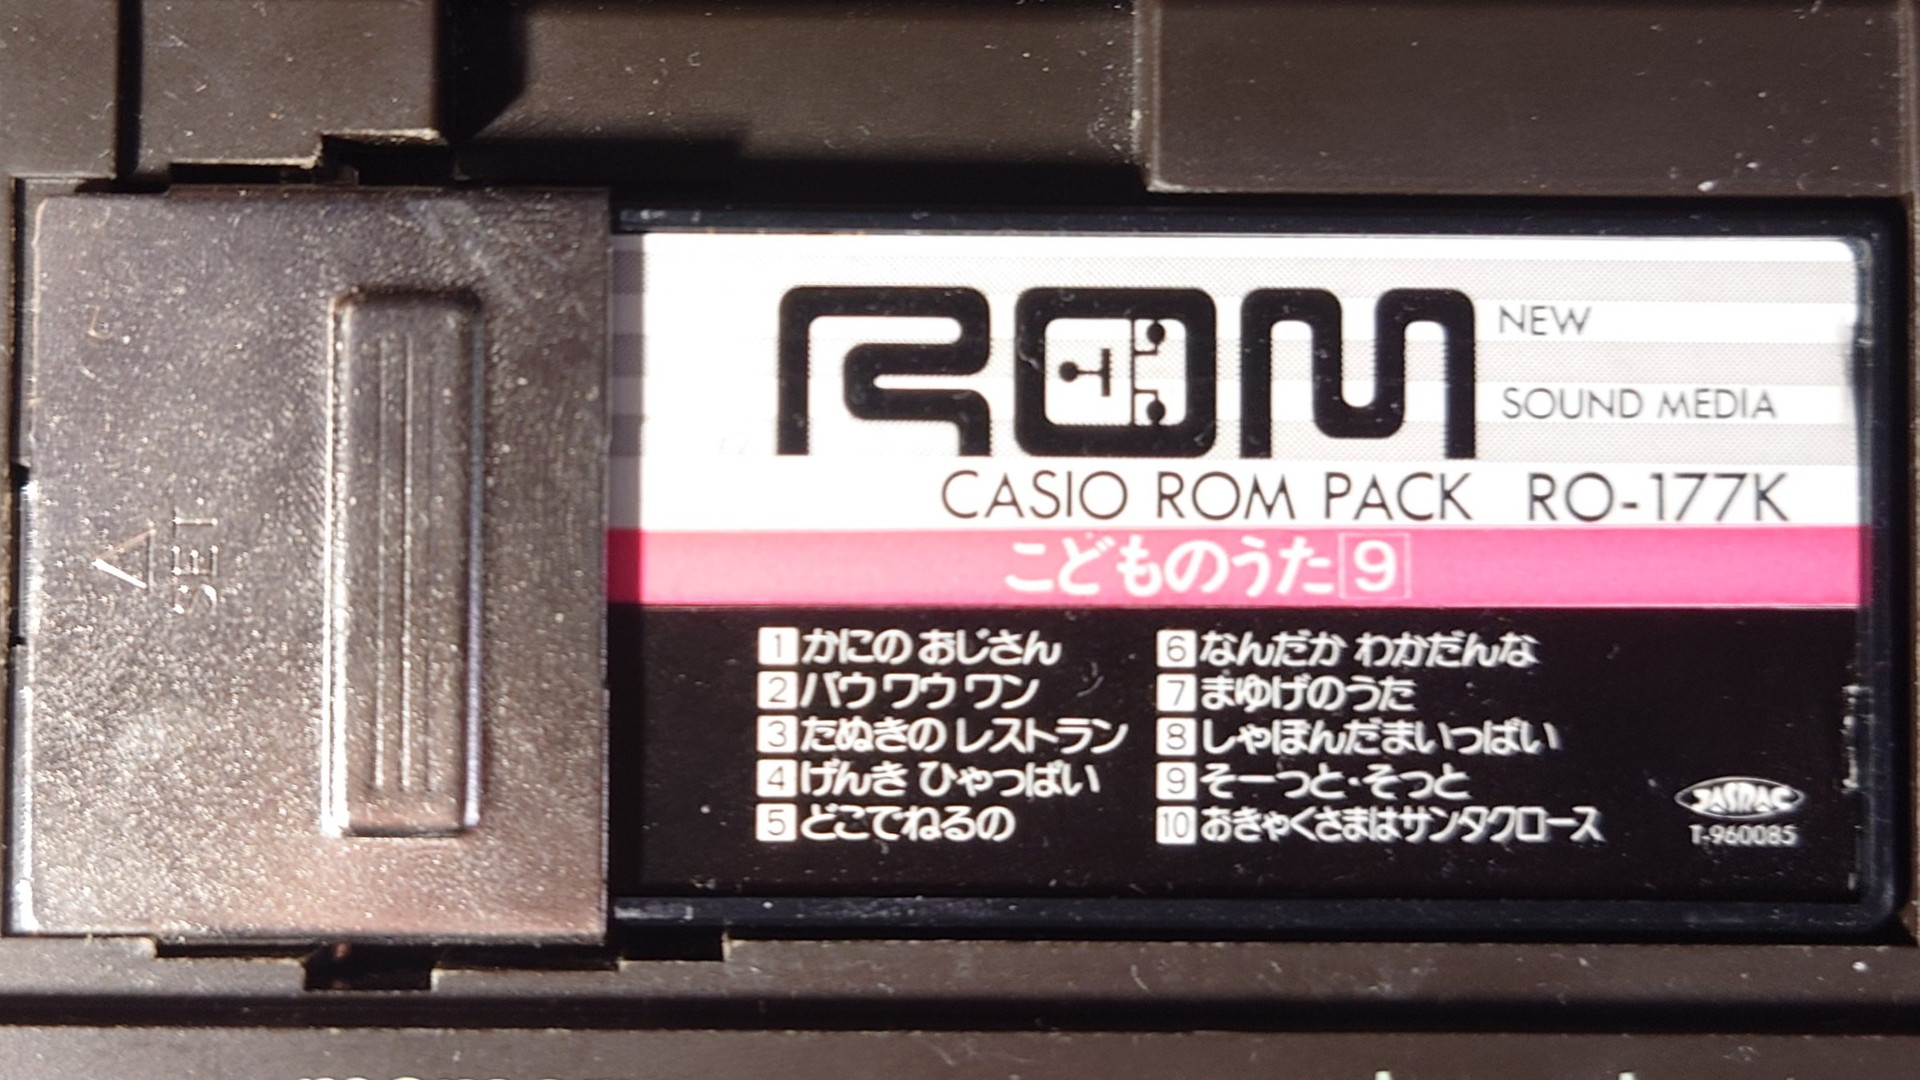 SET
ROM
NEW
SOUND MEDIA
CASIO ROM PACK RO-177K
こどものうた9
1 かにの おじさん
2 バウ ワウ ワン
3 たぬきの レストラン
4 げんき ひゃっぱい
5 どこでねるの
6 なんだか わかだんな
7 まゆげのうた
8 しゃぼんだまいっぱい
9 そーっと・そっと
10 おきゃくさまはサンタクロース
JASRAC
T-960085